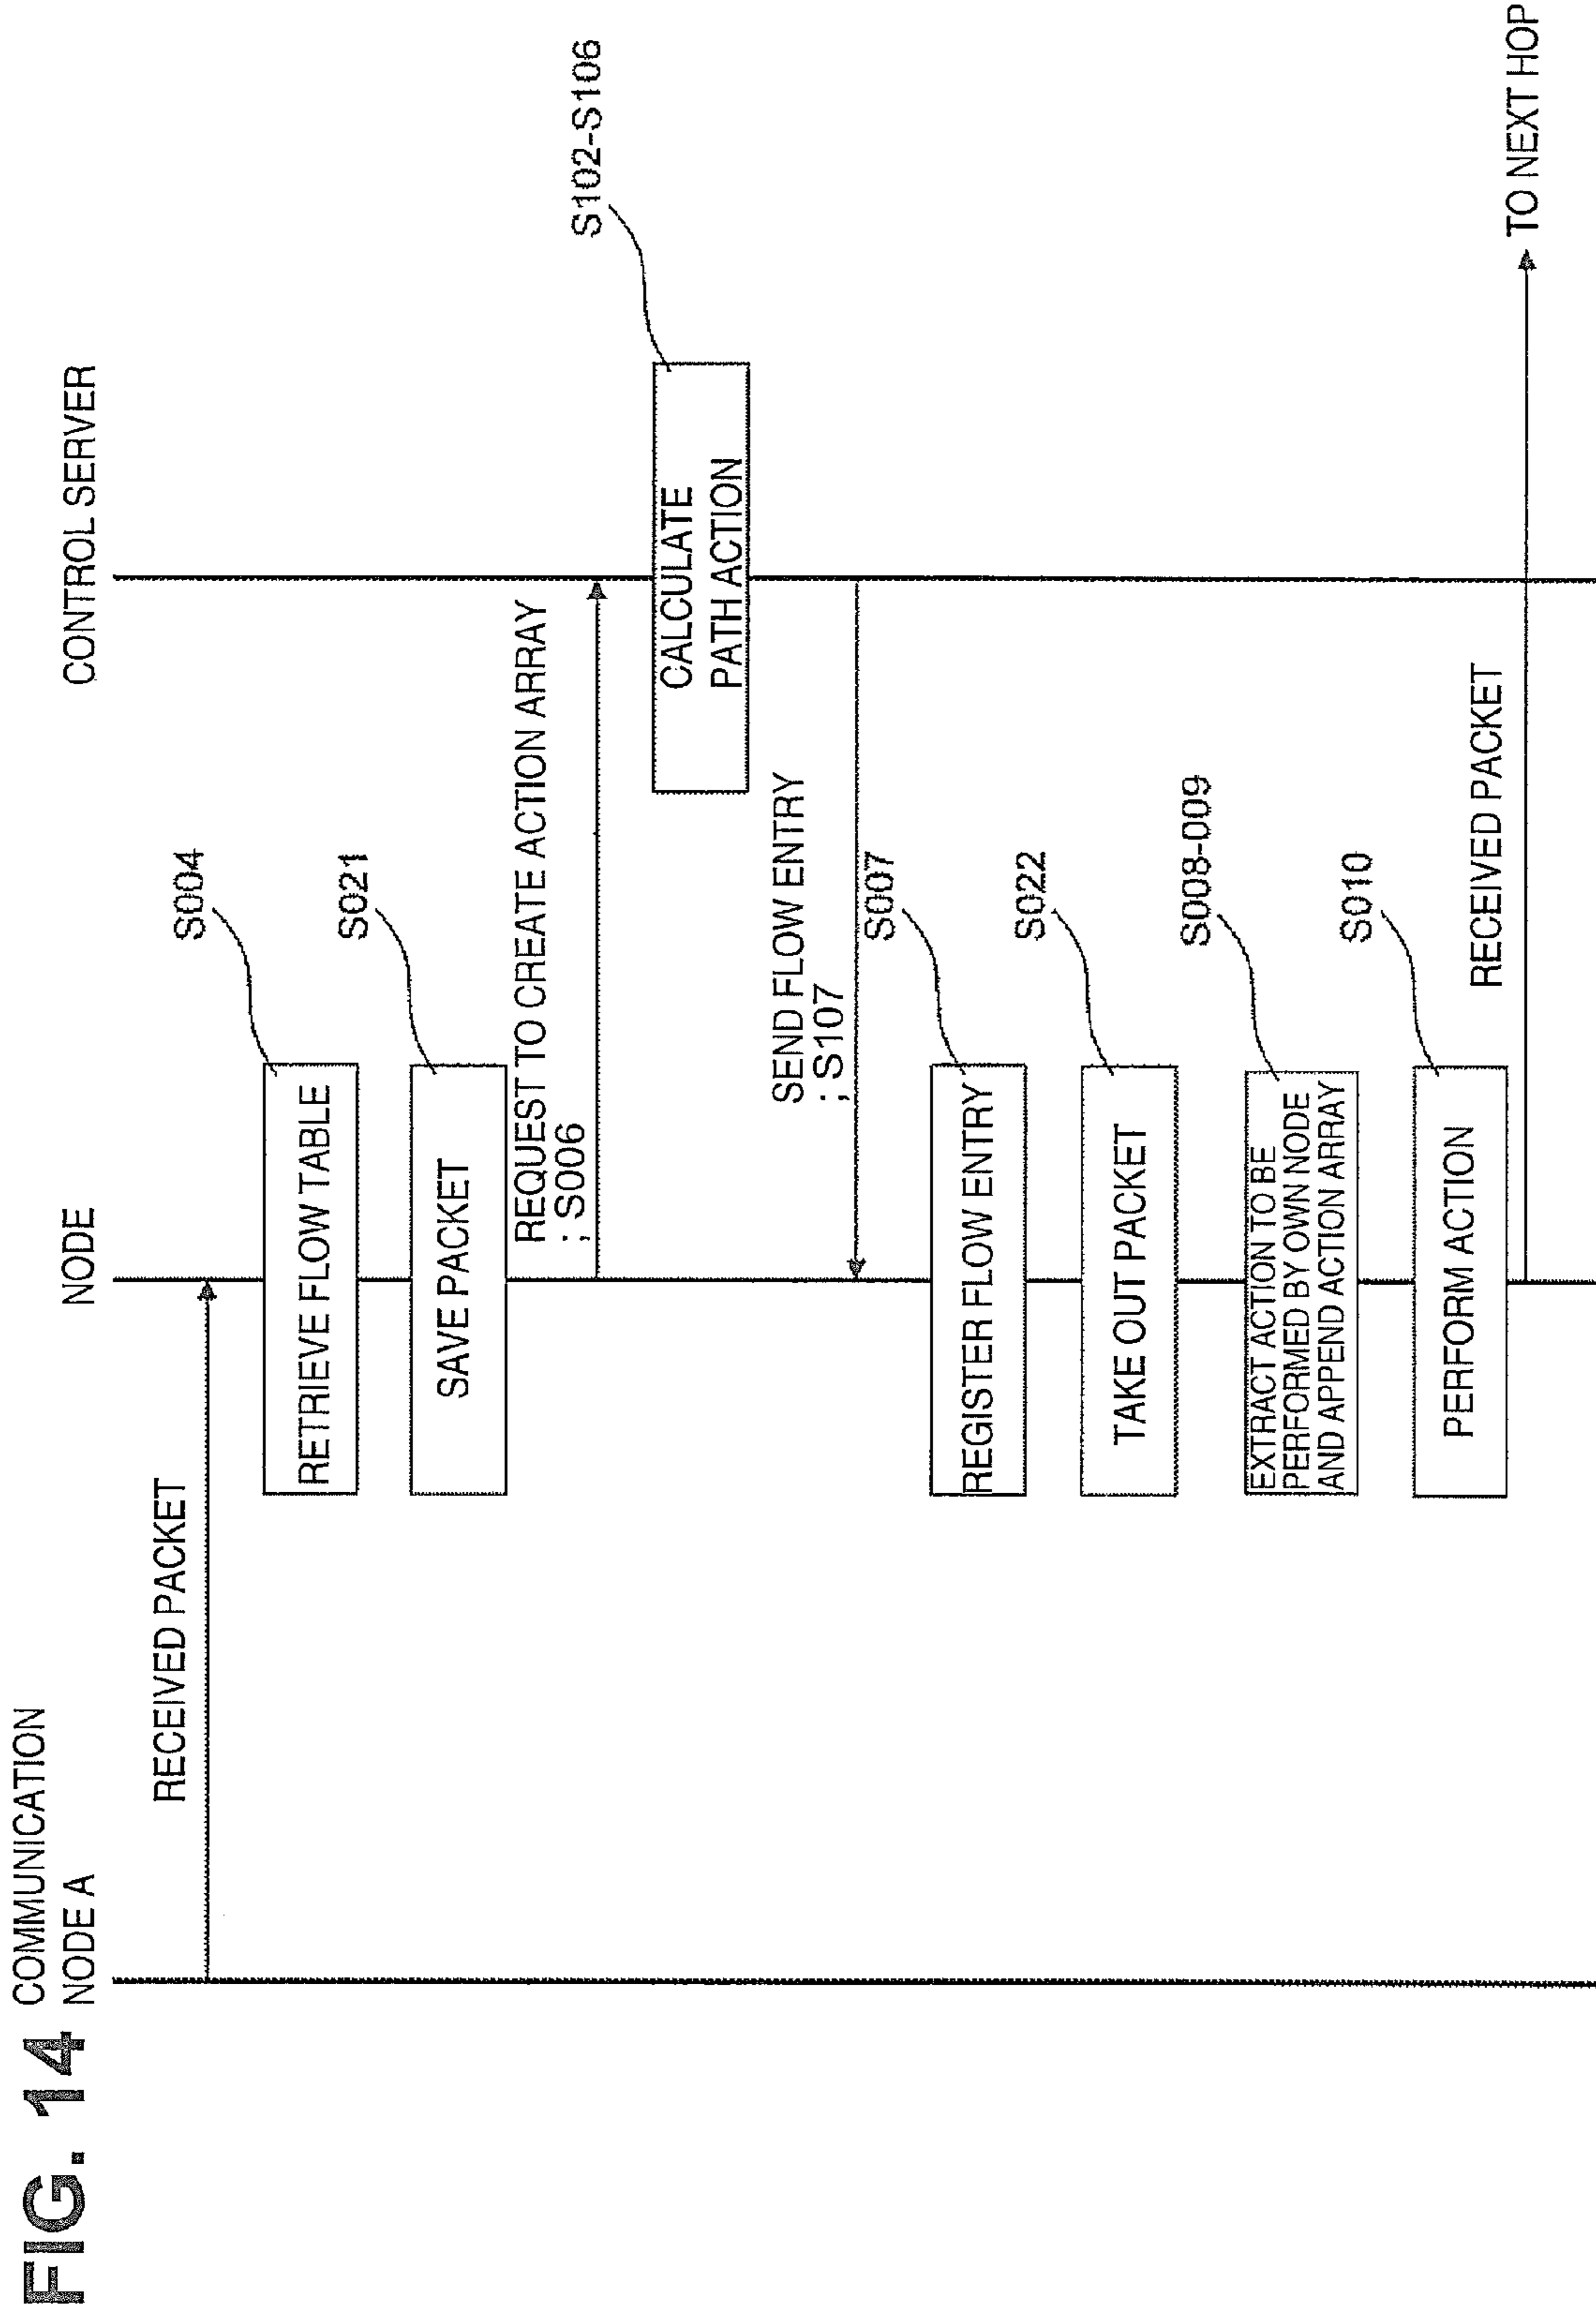 FIG. 14
COMMUNICATION
NODE A
NODE
CONTROL SERVER
RECEIVED PACKET
RETRIEVE FLOW TABLE
S004
SAVE PACKET
S021
REQUEST TO CREATE ACTION ARRAY
; S006
CALCULATE
PATH ACTION
S102-S106
SEND FLOW ENTRY
; S107
REGISTER FLOW ENTRY
S007
TAKE OUT PACKET
S022
EXTRACT ACTION TO BE
PERFORMED BY OWN NODE
AND APPEND ACTION ARRAY
S008-009
PERFORM ACTION
S010
RECEIVED PACKET
TO NEXT HOP